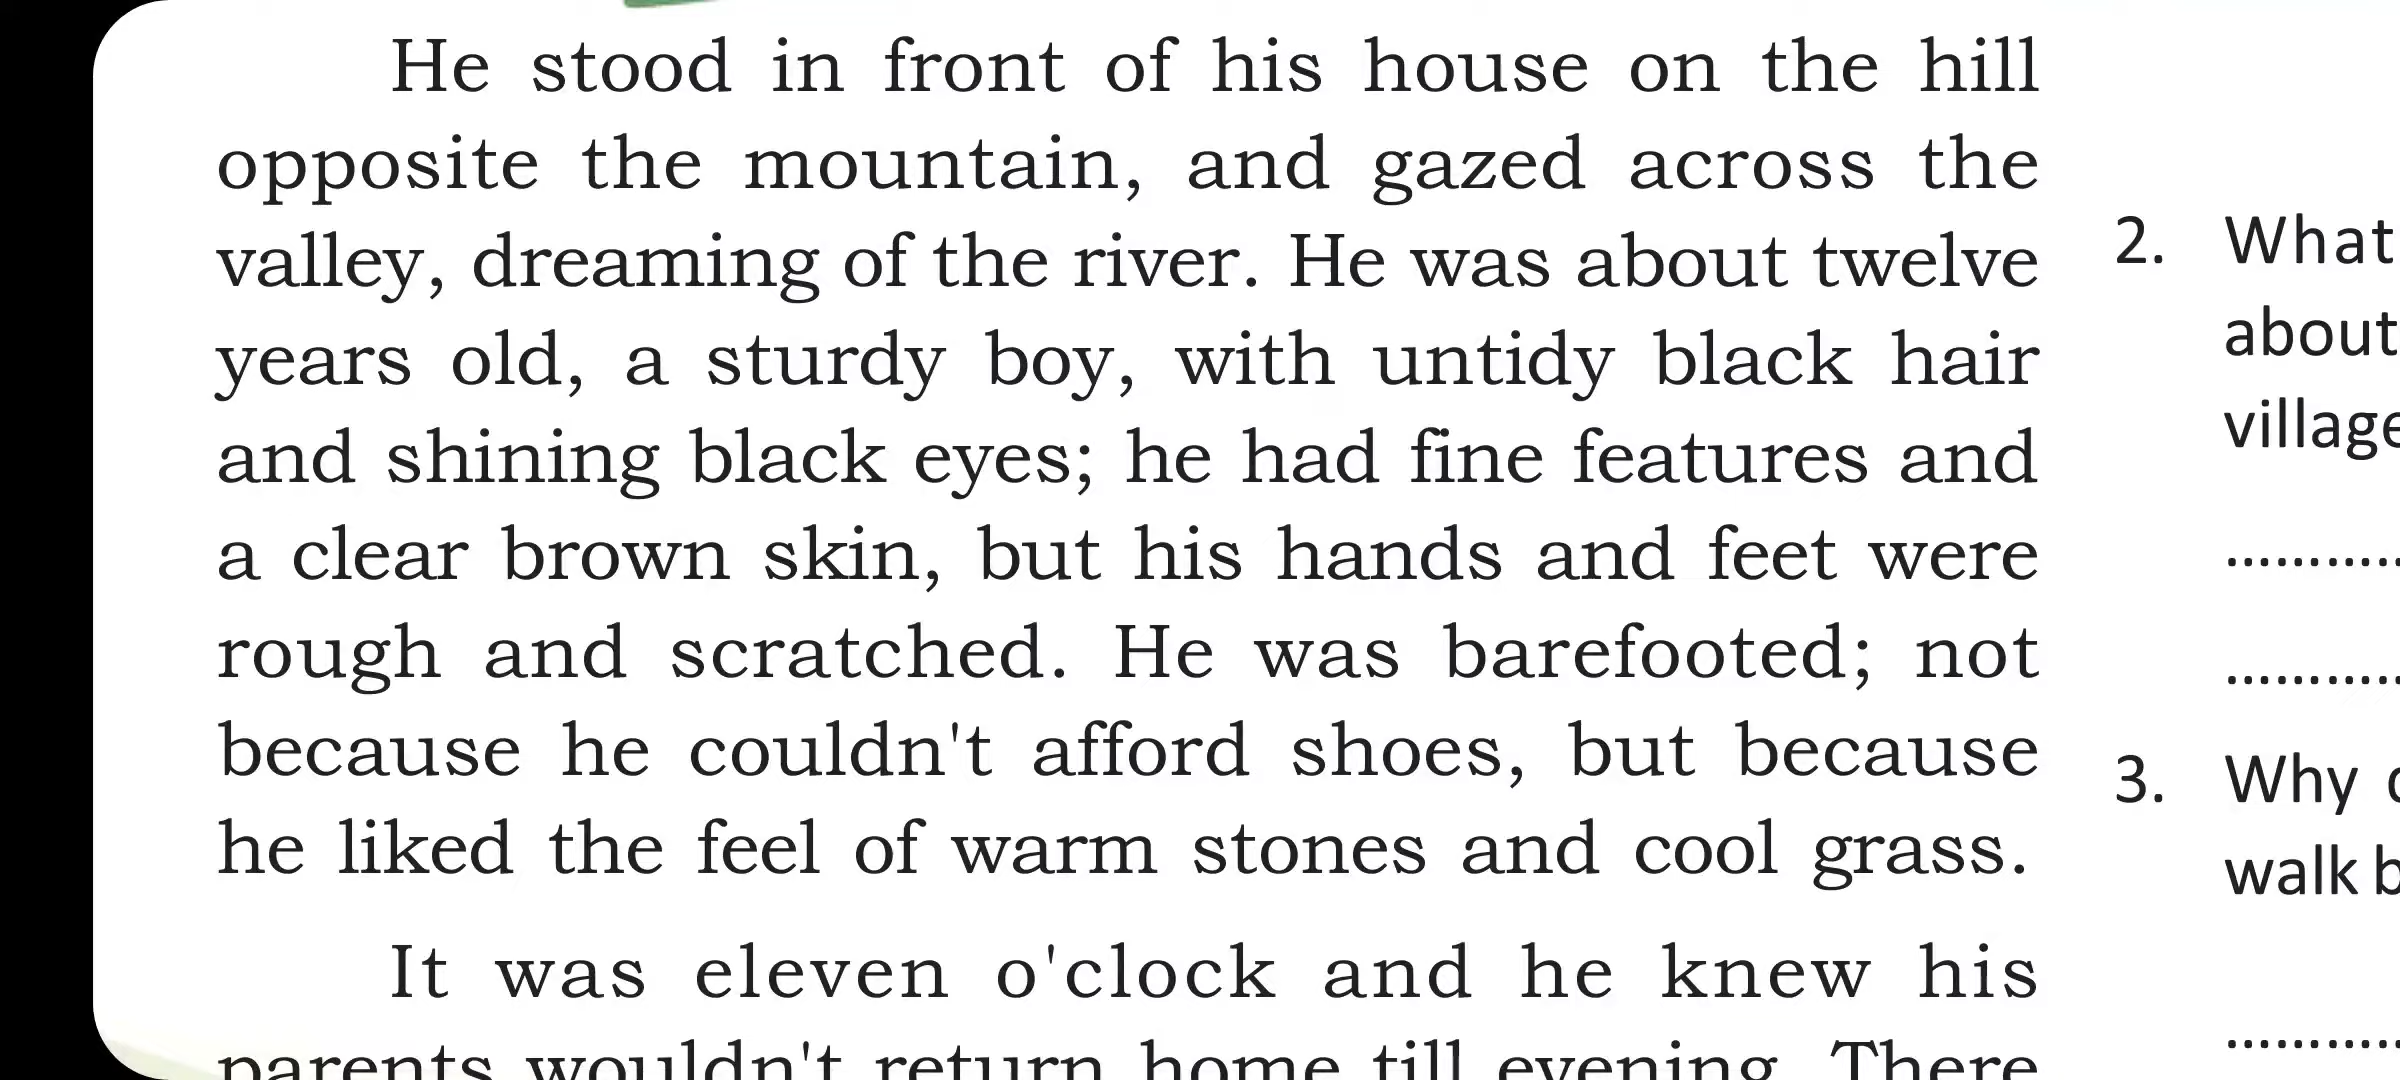 He stood in front of his house on the hill
opposite the mountain, and gazed across the
valley, dreaming of the river. He was about twelve
years old, a sturdy boy, with untidy black hair
and shining black eyes; he had fine features and
a clear brown skin, but his hands and feet were
rough and scratched. He was barefooted; not
because he couldn't afford shoes, but because
he liked the feel of warm stones and cool grass.
It was eleven o'clock and he knew his
parents wouldn't return home till evening. There
2. What
about
village
....................
....................
3. Why
walk
....................